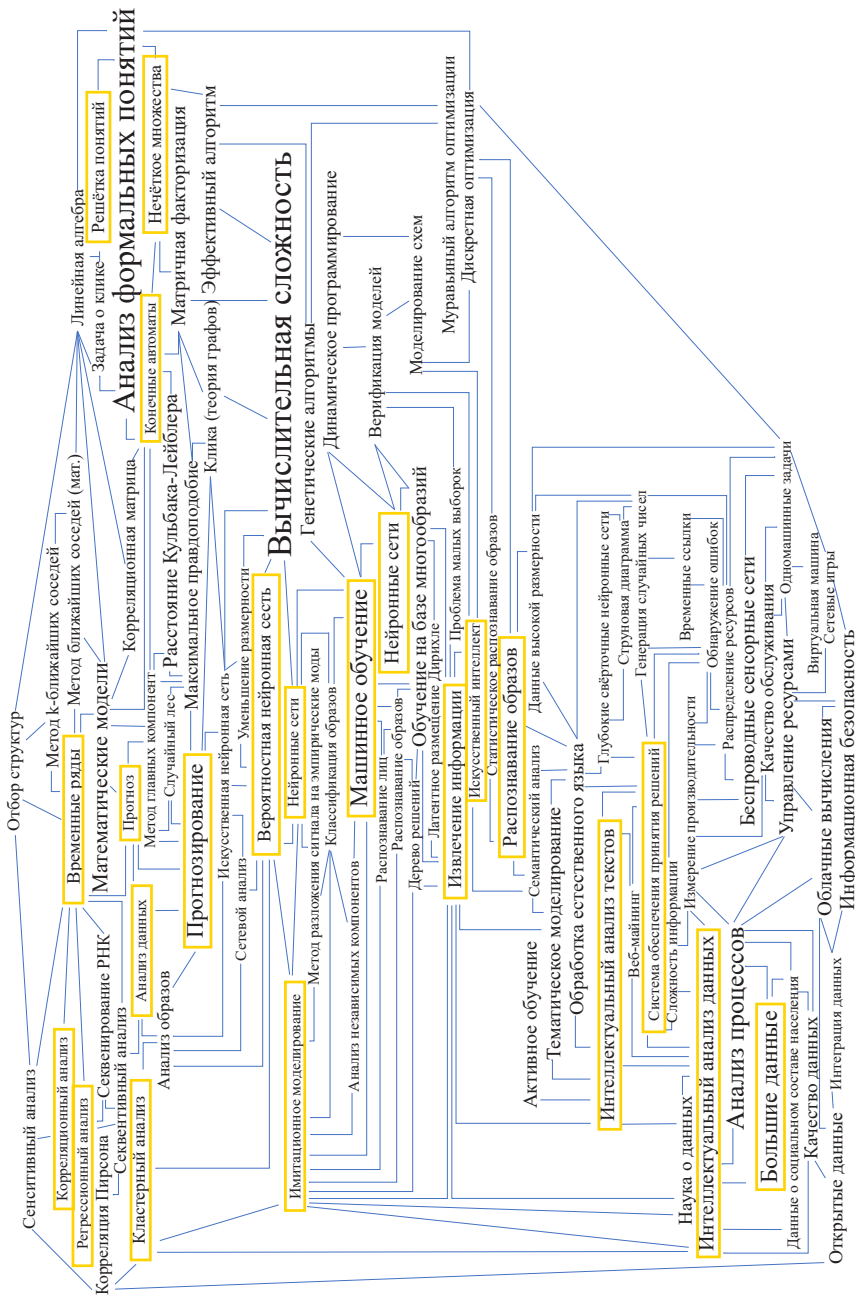 Отбор структур
Сенситивный анализ
Линейная алгебра
Решётка понятий
Задача о клике
Анализ формальных понятий
Нечёткое множества
Конечные автоматы
Матричная факторизация
Эффективный алгоритм
Клика (теория графов)
Метод k-ближайших соседей
Метод ближайших соседей (мат.)
Временные ряды
Математические модели
Корреляционная матрица
Корреляционный анализ
Регрессионный анализ
Корреляция Пирсона
Секвенирование РНК
Секвентивный анализ
Прогноз
Метод главных компонент
Случайный лес
Расстояние Кульбака-Лейблера
Максимальное правдоподобие
Анализ данных
Кластерный анализ
Анализ образов
Прогнозирование
Искусственная нейронная сеть
Сетевой анализ
Уменьшение размерности
Вероятностная нейронная сесть
Вычислительная сложность
Нейронные сети
Генетические алгоритмы
Имитационное моделирование
Метод разложения сигнала на эмпирические моды
Классификация образов
Анализ независимых компонентов
Машинное обучение
Динамическое программирование
Верификация моделей
Распознавание лиц
Нейронные сети
Распознавание образов
Моделирование схем
Дерево решений
Обучение на базе многообразий
Латентное размещение Дирихле
Муравьиный алгоритм оптимизации
Дискретная оптимизация
Извлечение информации
Проблема малых выборок
Искусственный интеллект
Статистическое распознавание образов
Распознавание образов
Данные высокой размерности
Семантический анализ
Активное обучение
Тематическое моделирование
Обработка естественного языка
Глубокие свёрточные нейронные сети
Интеллектуальный анализ текстов
Струновая диаграмма
Генерация случайных чисел
Веб-майнинг
Система обеспечения принятия решений
Сложность информации
Временные ссылки
Измерение производительности
Обнаружение ошибок
Распределение ресурсов
Наука о данных
Интеллектуальный анализ данных
Анализ процессов
Беспроводные сенсорные сети
Качество обслуживания
Одномашинные задачи
Управление ресурсами
Большие данные
Данные о социальном составе населения
Качество данных
Виртуальная машина
Сетевые игры
Облачные вычисления
Открытые данные
Интеграция данных
Информационная безопасность